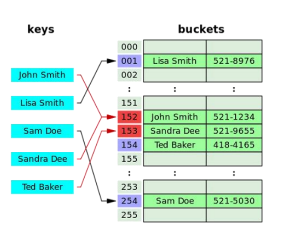 keys
buckets
John Smith
Lisa Smith
Sam Doe
Sandra Dee
Ted Baker
000
001 Lisa Smith 521-8976
002
: : :
151
152 John Smith 521-1234
153 Sandra Dee 521-9655
154 Ted Baker 418-4165
155
: : :
253
254 Sam Doe 521-5030
255